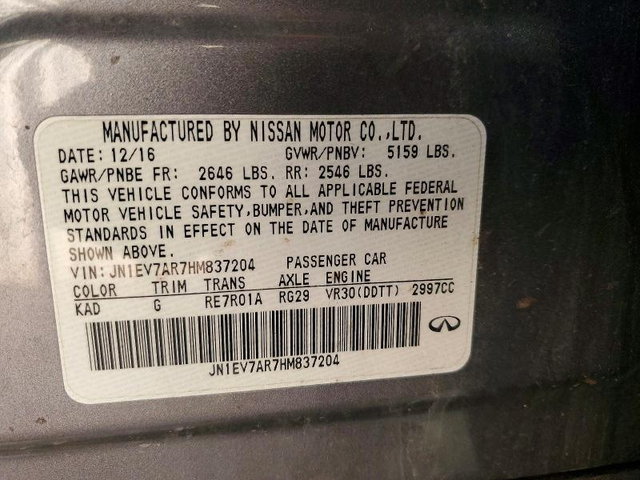 MANUFACTURED BY NISSAN MOTOR CO.,LTD.
DATE: 12/16 GVWR/PNBV: 5159 LBS.
GAWR/PNBE FR: 2646 LBS. RR: 2546 LBS.
THIS VEHICLE CONFORMS TO ALL APPLICABLE FEDERAL
MOTOR VEHICLE SAFETY,BUMPER,AND THEFT PREVENTION
STANDARDS IN EFFECT ON THE DATE OF MANUFACTURE
SHOWN ABOVE.
VIN: JN1EV7AR7HM837204 PASSENGER CAR
COLOR TRIM TRANS AXLE ENGINE
KAD G RE7R01A RG29 VR30(DDTT) 2997CC
JN1EV7AR7HM837204